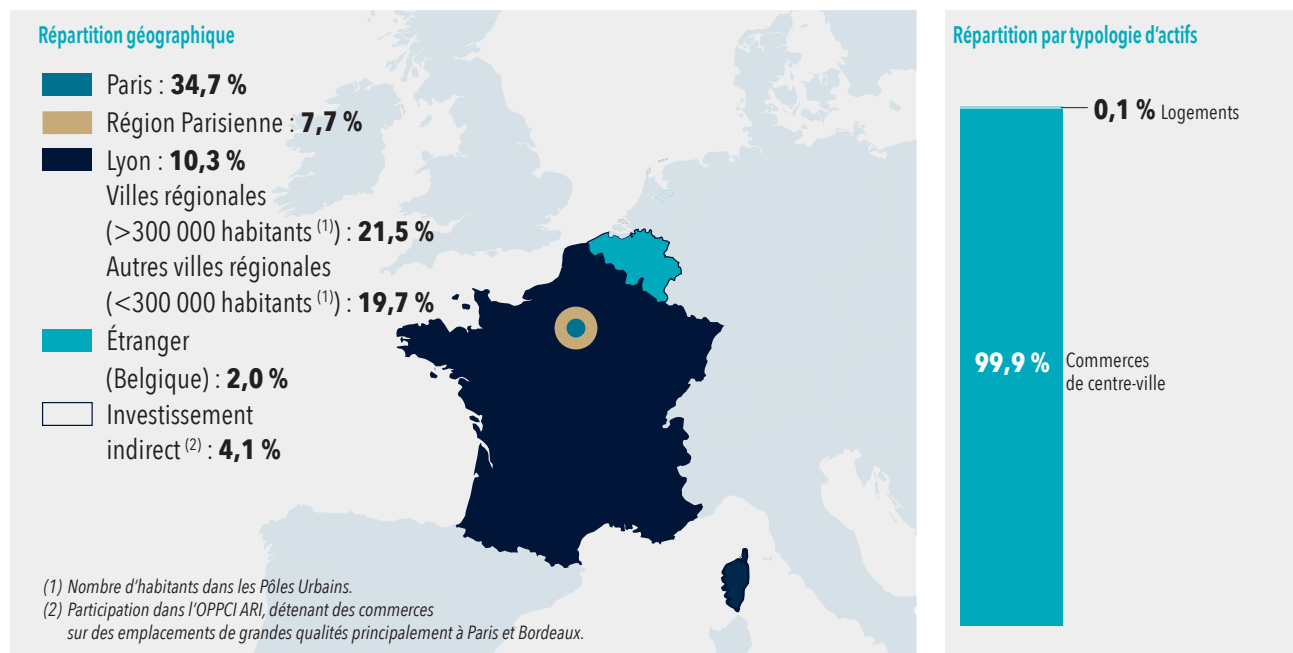 Répartition géographique
Paris : 34,7 %
Région Parisienne : 7,7 %
Lyon : 10,3 %
Villes régionales
(>300 000 habitants (1)) : 21,5 %
Autres villes régionales
(<300 000 habitants (1)) : 19,7 %
Étranger
(Belgique) : 2,0 %
Investissement
indirect (2) : 4,1 %
(1) Nombre d'habitants dans les Pôles Urbains.
(2) Participation dans l'OPPCI ARI, détenant des commerces
sur des emplacements de grandes qualités principalement à Paris et Bordeaux.
Répartition par typologie d'actifs
0,1 % Logements
99,9 % Commerces
de centre-ville